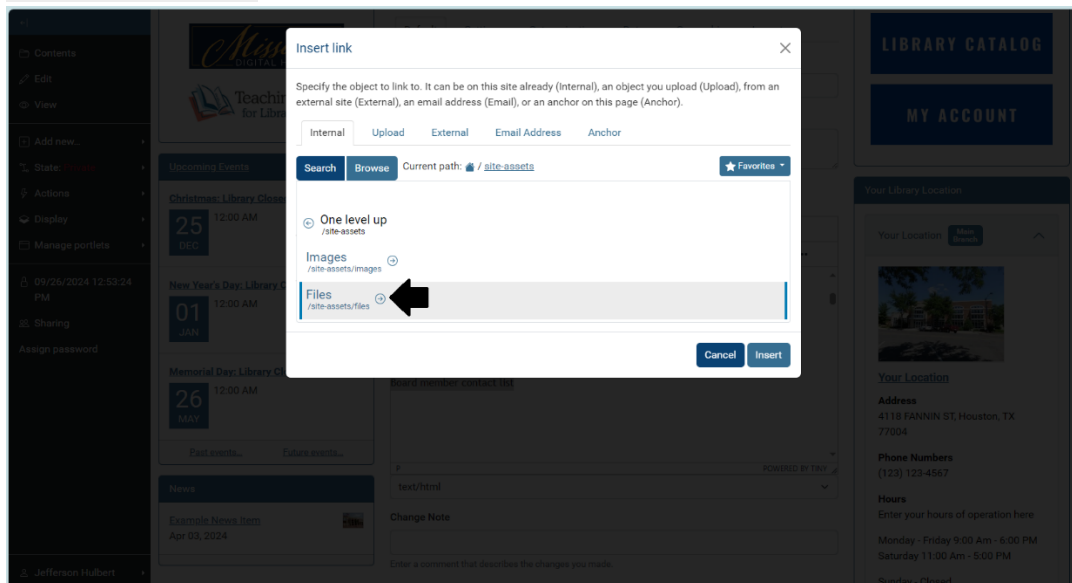 Contents
Edit
View
Add new...
State:
Actions
Display
Manage portlets
09/26/2024 12:53:24
PM
Sharing
Assign password
Jefferson Hulbert
DIGITAL
Teachin
for Libra
Upcoming Events
Christmas: Library Close
25
DEC
12:00 AM
New Year's Day: Library C
01
JAN
12:00 AM
Memorial Day: Library Cl
26
MAY
12:00 AM
Past events...
Future events...
News
Example News Item
Apr 03, 2024
Insert link
Specify the object to link to. It can be on this site already (Internal), an object you upload (Upload), from an
external site (External), an email address (Email), or an anchor on this page (Anchor).
Internal
Upload
External
Email Address
Anchor
Search
Browse
Current path: / site-assets
Favorites
One level up
/site-assets
Images
/site-assets/images
Files
/site-assets/files
Cancel
Insert
Board member contact list
P
POWERED BY TINY
text/html
Change Note
Enter a comment that describes the changes you made.
LIBRARY CATALOG
MY ACCOUNT
Your Library Location
Your Location
Main
Branch
Your Location
Address
4118 FANNIN ST, Houston, TX
77004
Phone Numbers
(123) 123-4567
Hours
Enter your hours of operation here
Monday - Friday 9:00 Am - 6:00 PM
Saturday 11:00 Am - 5:00 PM
Sunday - Closed